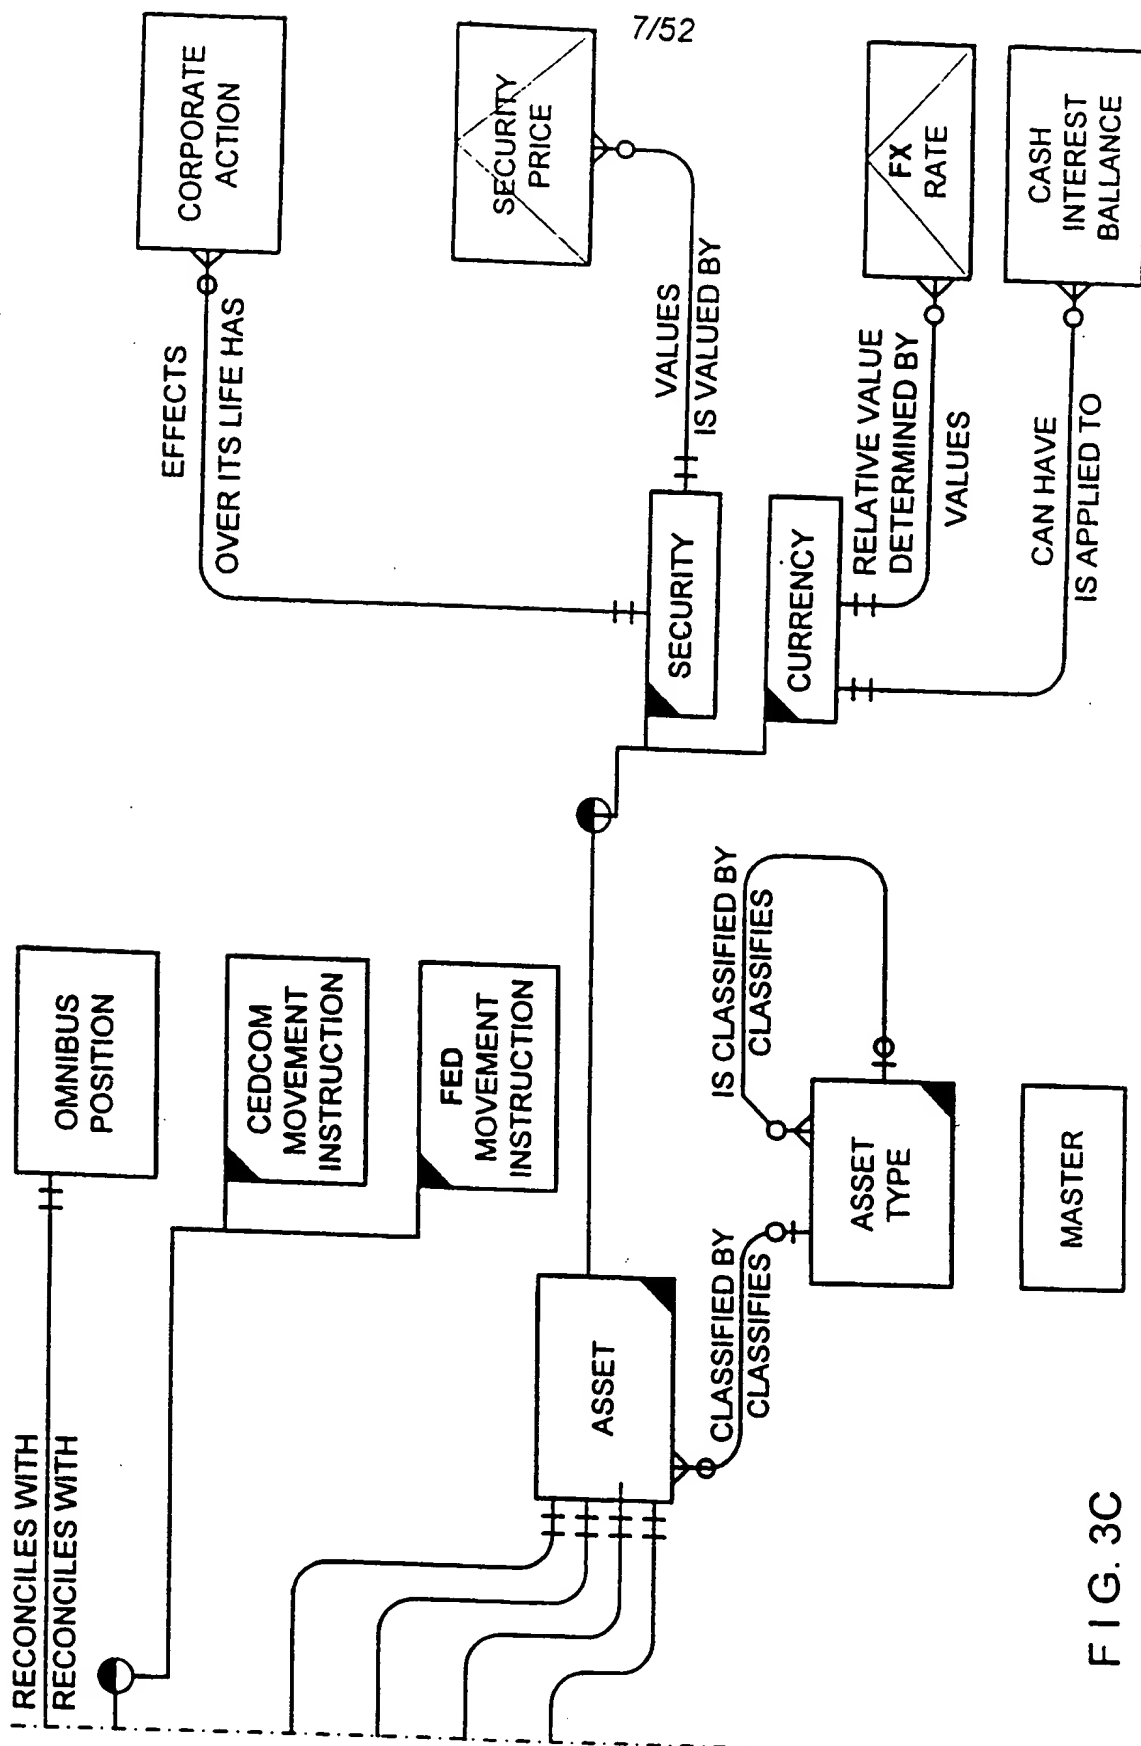 7/52
RECONCILES WITH
RECONCILES WITH
OMNIBUS
POSITION
CEDCOM
MOVEMENT
INSTRUCTION
FED
MOVEMENT
INSTRUCTION
EFFECTS
OVER ITS LIFE HAS
CORPORATE
ACTION
SECURITY
PRICE
VALUES
IS VALUED BY
SECURITY
CURRENCY
RELATIVE VALUE
DETERMINED BY
VALUES
FX
RATE
CAN HAVE
IS APPLIED TO
CASH
INTEREST
BALLANCE
ASSET
CLASSIFIED BY
CLASSIFIES
IS CLASSIFIED BY
CLASSIFIES
ASSET
TYPE
MASTER
FIG. 3C